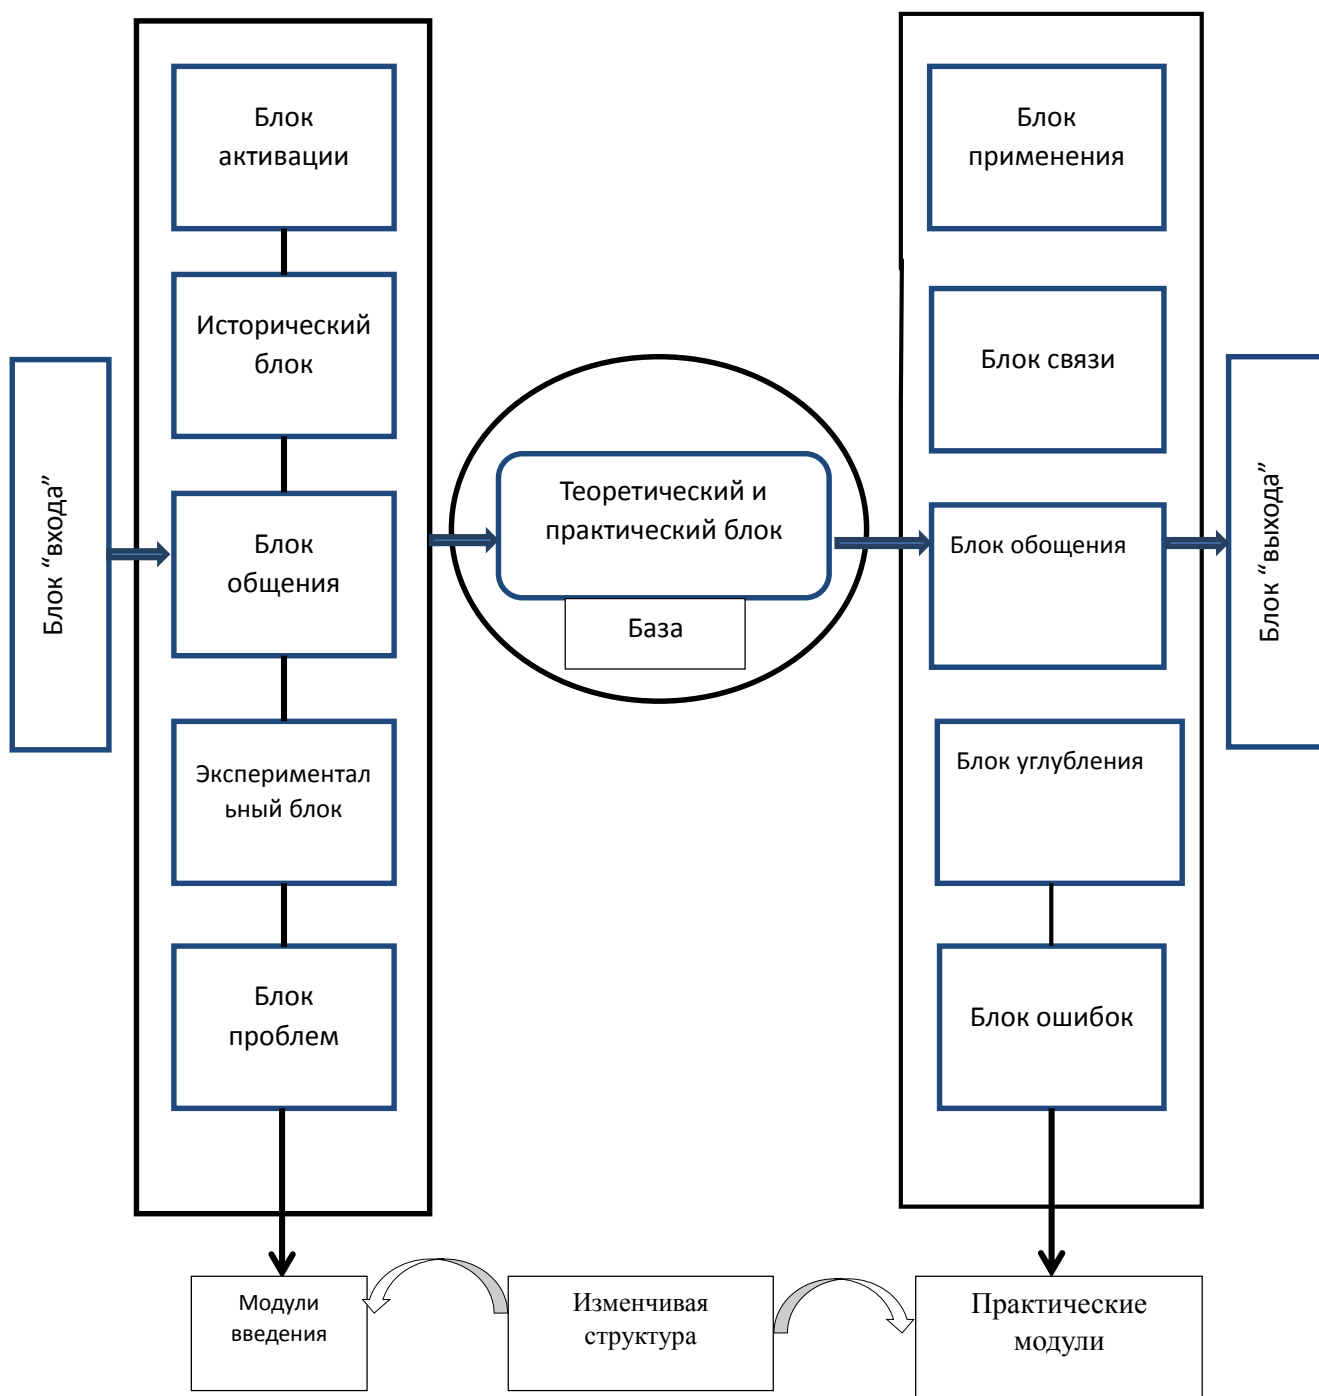 Блок “входа”
Блок
активации
Исторический
блок
Блок
общения
Эксперименталь
ьный блок
Блок
проблем
Модули
введения
Теоретический и
практический блок
База
Изменчивая
структура
Блок
применения
Блок связи
Блок обощения
Блок углубления
Блок ошибок
Практические
модули
Блок “выхода”